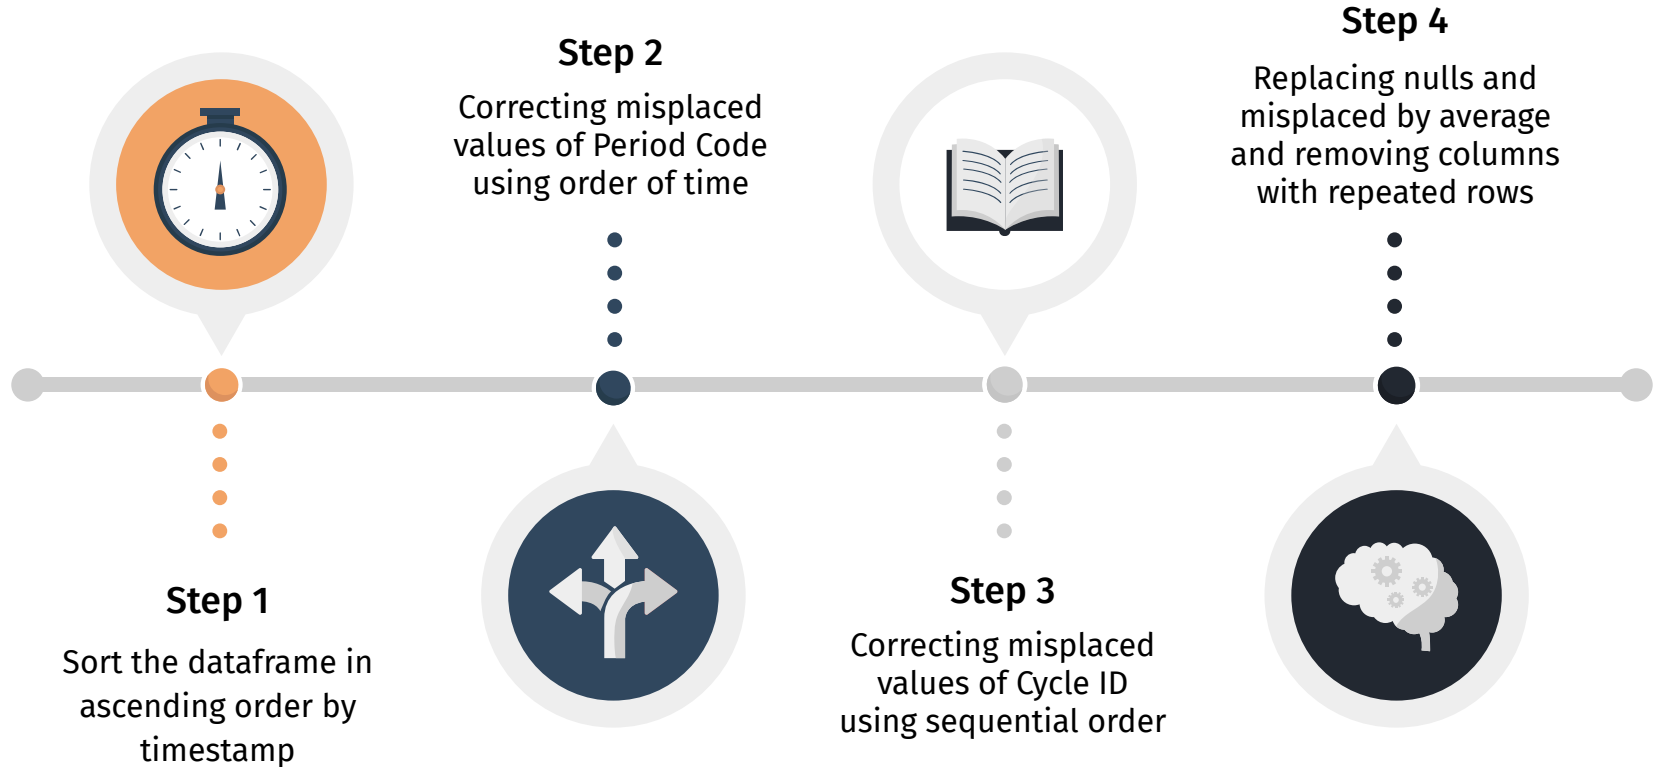 Step 1
Sort the dataframe in
ascending order by
timestamp
Step 2
Correcting misplaced
values of Period Code
using order of time
Step 3
Correcting misplaced
values of Cycle ID
using sequential order
Step 4
Replacing nulls and
misplaced by average
and removing columns
with repeated rows